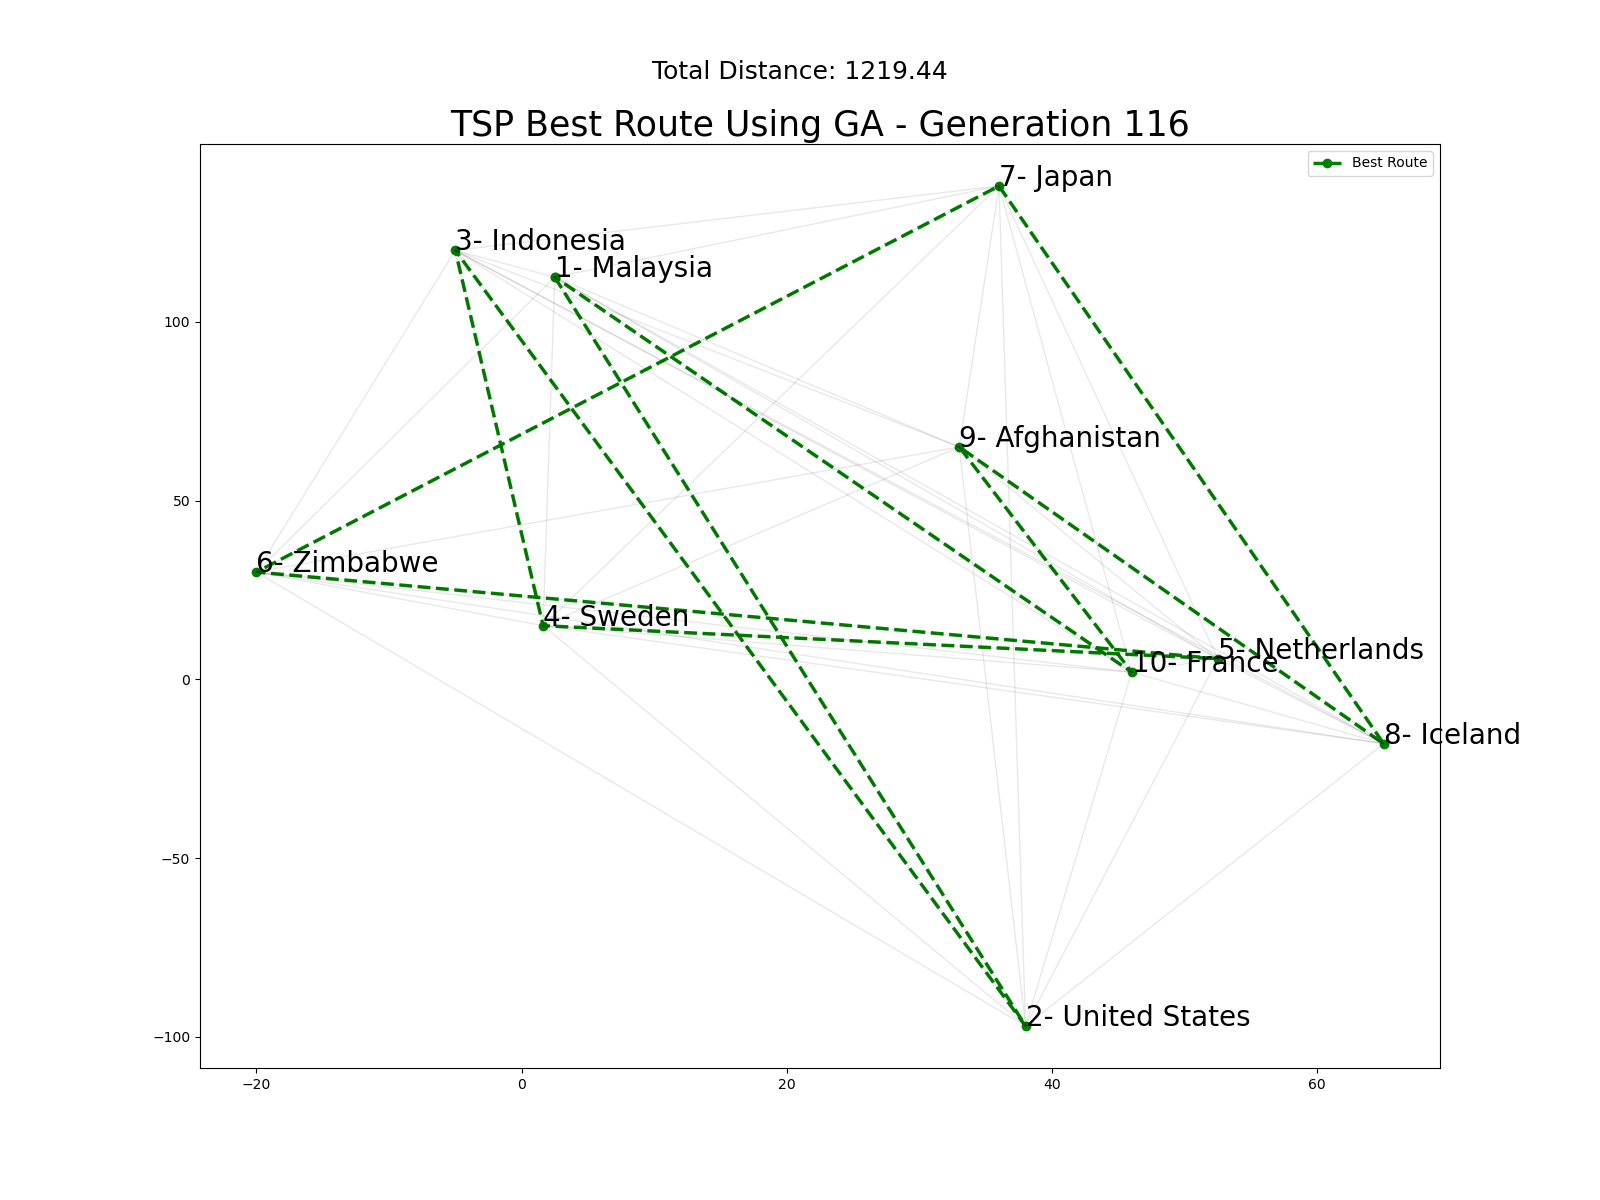 Total Distance: 1219.44
TSP Best Route Using GA - Generation 116
Best Route
7- Japan
3- Indonesia
1- Malaysia
100
9- Afghanistan
50
6- Zimbabwe
4- Sweden
5- Netherlands
10- France
0
8- Iceland
−50
2- United States
−100
−20 0 20 40 60